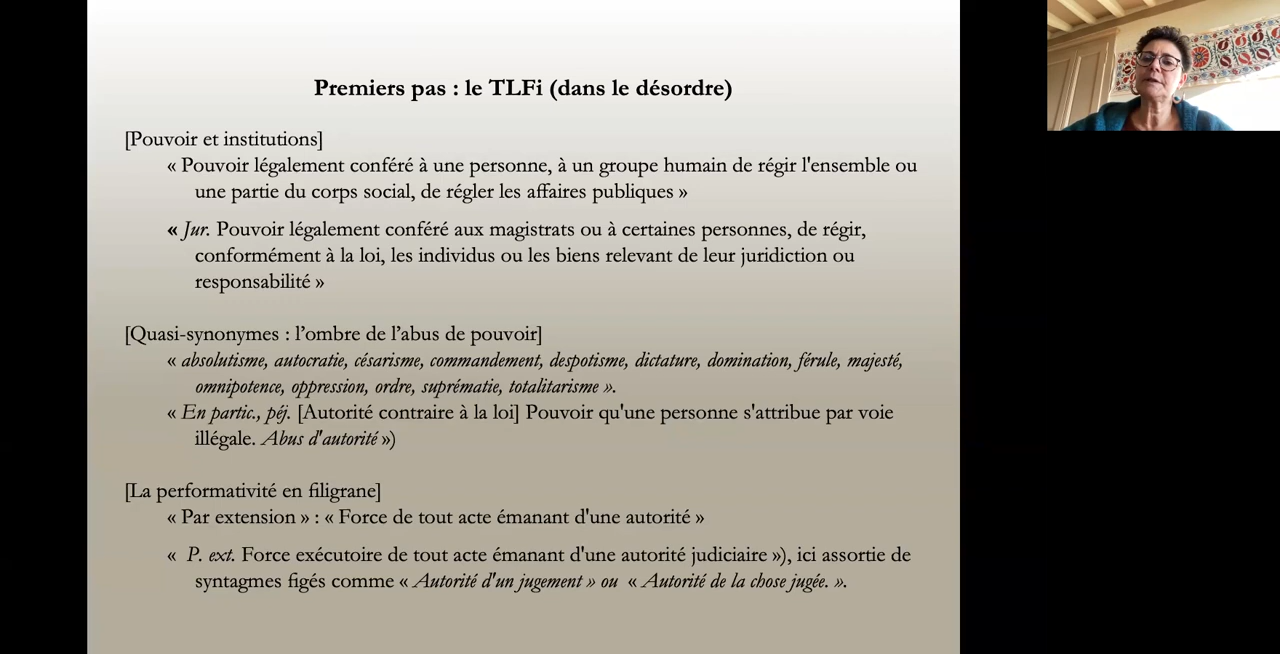 Premiers pas : le TLFi (dans le désordre)
[Pouvoir et institutions]
« Pouvoir légalement conféré à une personne, à un groupe humain de régir l'ensemble ou
une partie du corps social, de régler les affaires publiques »
« Jur. Pouvoir légalement conféré aux magistrats ou à certaines personnes, de régir,
conformément à la loi, les individus ou les biens relevant de leur juridiction ou
responsabilité »
[Quasi-synonymes : l’ombre de l’abus de pouvoir]
« absolutisme, autocratie, césarisme, commandement, despotisme, dictature, domination, férule, majesté,
omnipotence, oppression, ordre, suprématie, totalitarisme ».
« En partic., péj. [Autorité contraire à la loi] Pouvoir qu'une personne s'attribue par voie
illégale. Abus d'autorité »)
[La performativité en filigrane]
« Par extension » : « Force de tout acte émanant d'une autorité »
« P. ext. Force exécutoire de tout acte émanant d'une autorité judiciaire »), ici assortie de
syntagmes figés comme « Autorité d'un jugement » ou « Autorité de la chose jugée. ».